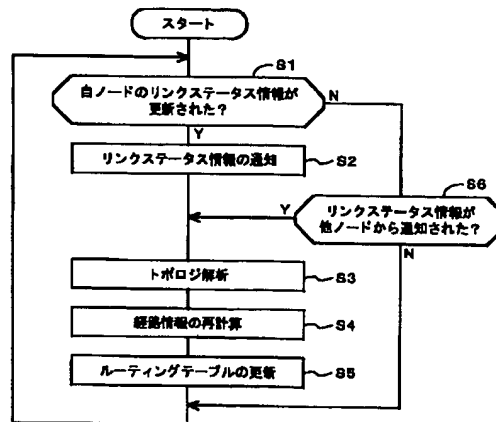 スタート
S1
自ノードのリンクステータス情報が
更新された？
N
Y
リンクステータス情報の通知
S2
S6
Y
リンクステータス情報が
他ノードから通知された？
N
トポロジ解析
S3
経路情報の再計算
S4
ルーティングテーブルの更新
S5